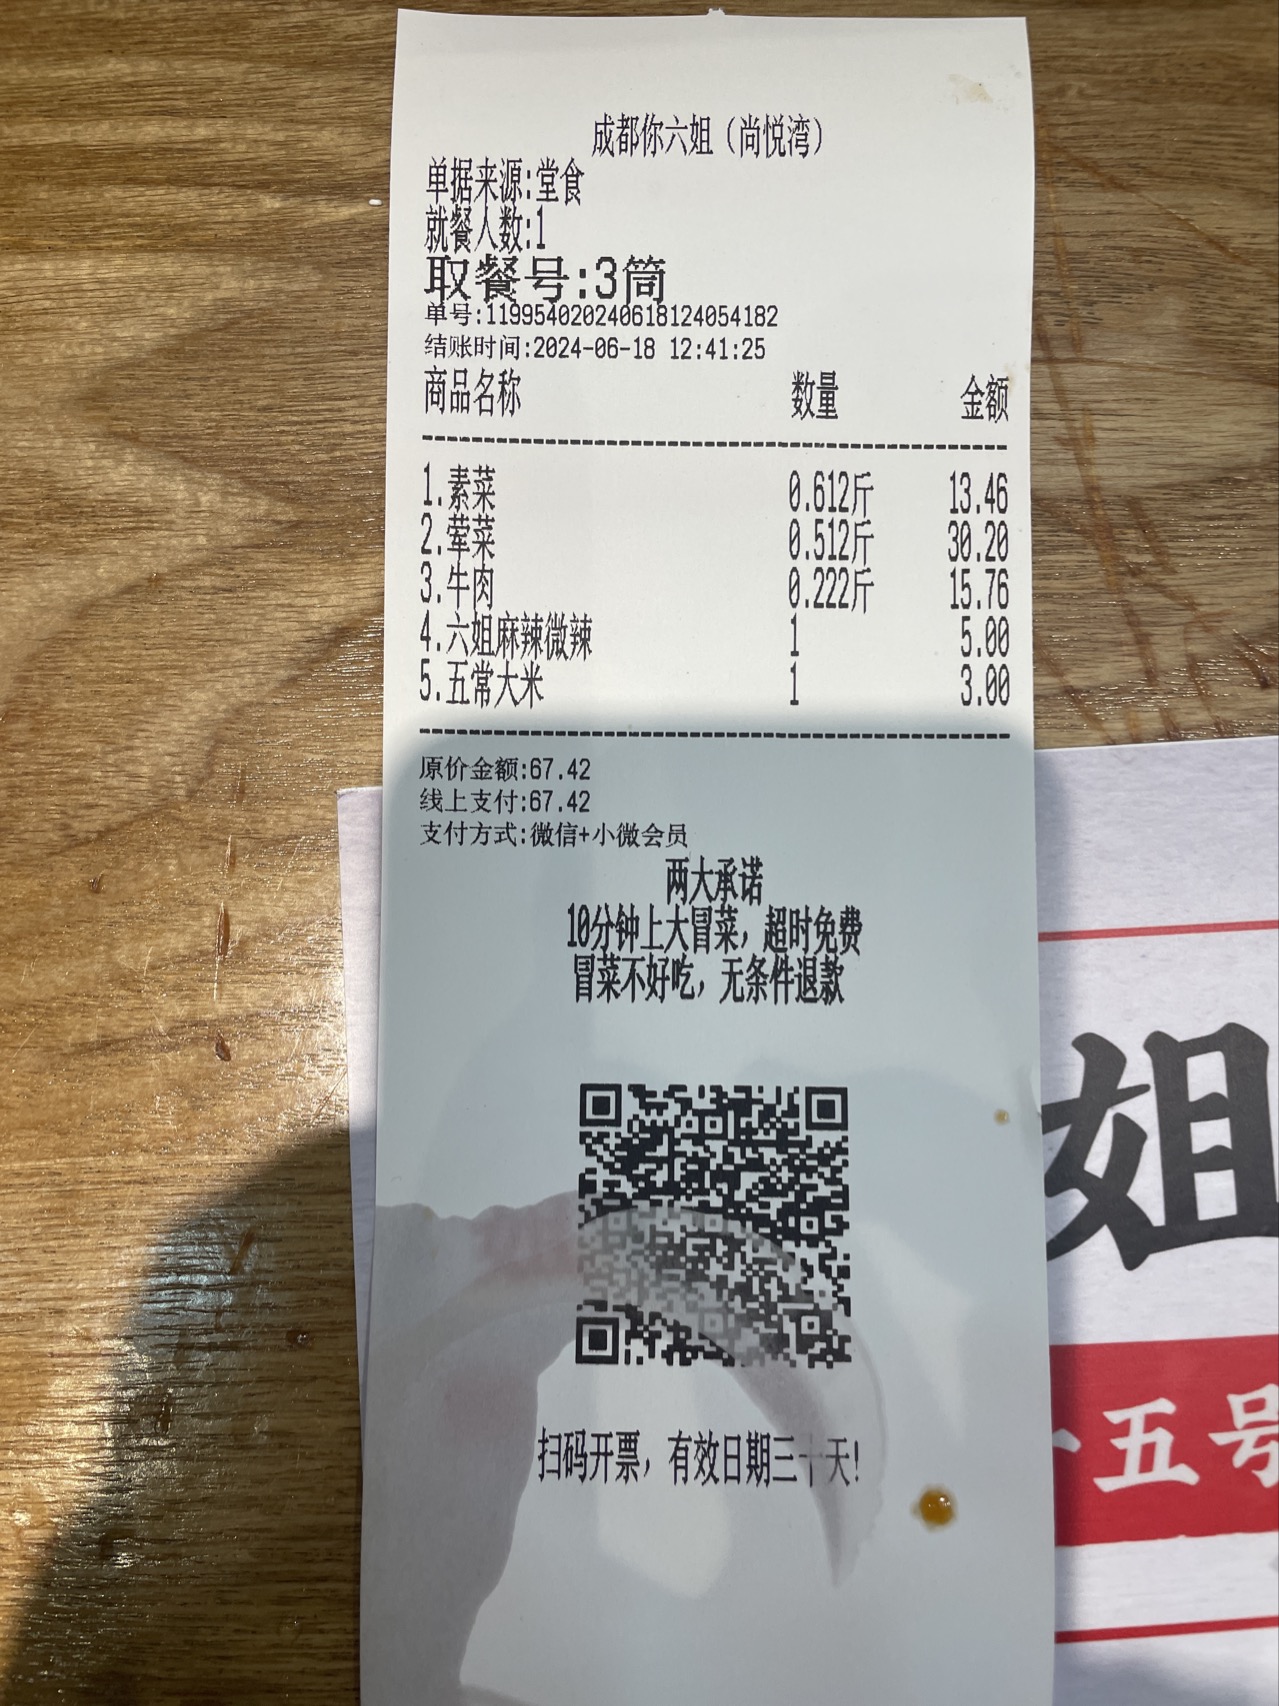 成都你六姐（尚悦湾）
单据来源:堂食
就餐人数:1
取餐号:3筒
单号:119954020240618124054182
结账时间:2024-06-18 12:41:25
商品名称 数量 金额
1.素菜 0.612斤 13.46
2.荤菜 0.512斤 30.20
3.牛肉 0.222斤 15.76
4.六姐麻辣微辣 1 5.00
5.五常大米 1 3.00
原价金额:67.42
线上支付:67.42
支付方式:微信+小微会员
两大承诺
10分钟上大冒菜，超时免费
冒菜不好吃，无条件退款
扫码开票，有效日期三十天!
姐
五号